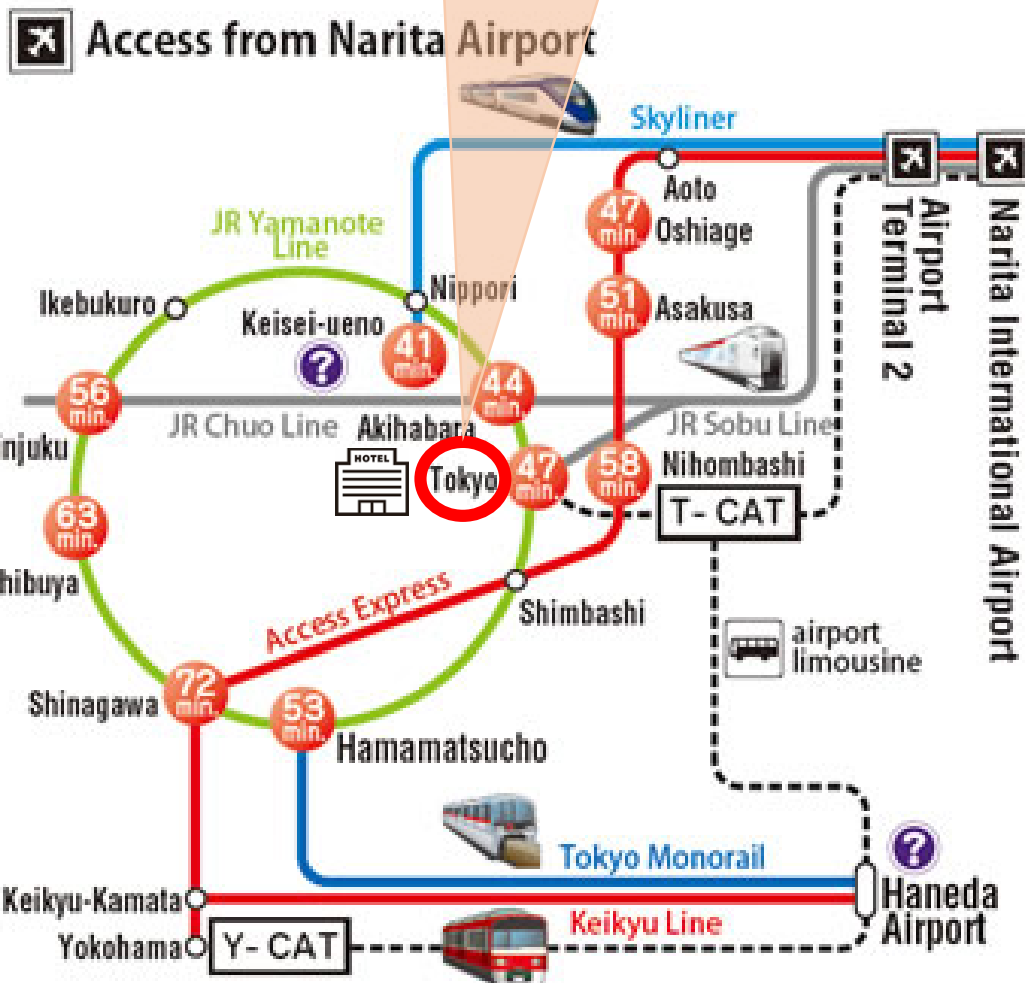 Access from Narita Airport
Skyliner
Aoto
JR Yamanote
Line
47
min.
Oshiage
Airport
Terminal 2
Narita International Airport
Ikebukuro
Nippori
Keisei-ueno
?
41
min.
51
min.
Asakusa
56
min.
44
min.
JR Chuo Line
Akihabara
JR Sobu Line
njuku
HOTEL
Tokyo
47
min.
58
min.
Nihombashi
T-CAT
63
min.
hibuya
Access Express
Shimbashi
airport
limousine
Shinagawa
72
min.
53
min.
Hamamatsucho
Tokyo Monorail
?
Haneda
Airport
Keikyu-Kamata
Keikyu Line
Yokohama
Y-CAT